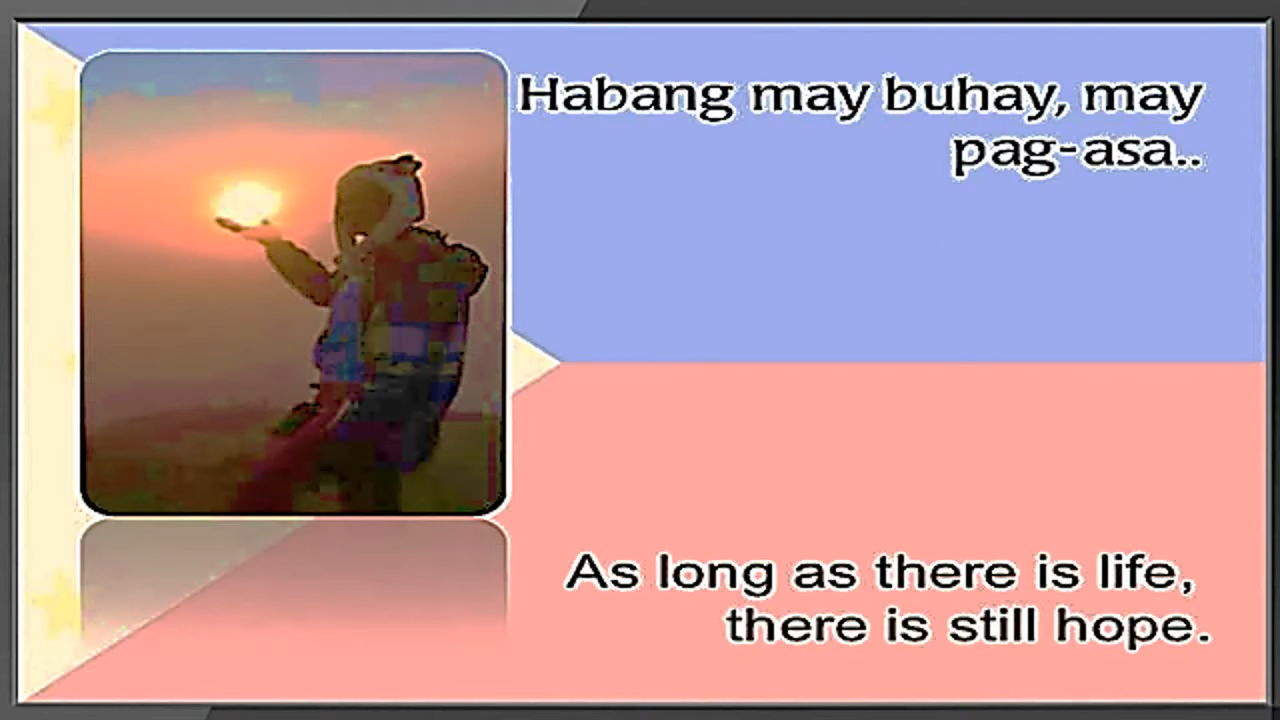 Habang may buhay, may
pag-asa..
As long as there is life,
there is still hope.